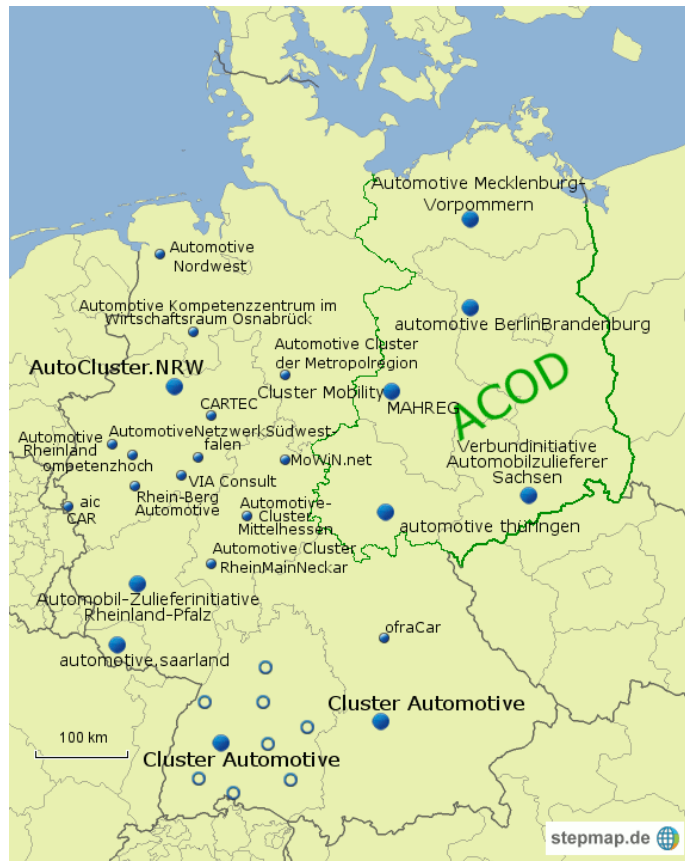 Automotive Mecklenburg-
Vorpommern
Automotive
Nordwest
Automotive Kompetenzzentrum im
Wirtschaftsraum Osnabrück
automotive BerlinBrandenburg
Automotive Cluster
der Metropolregion
AutoCluster.NRW
Cluster Mobility
MAHREG
ACOD
CARTEC
AutomotiveNetzwerk Südwest-
falen
Automotive
Rheinland
ompetenzhoch
MoWiN.net
Verbundinitiative
Automobilzulieferer
Sachsen
VIA Consult
Rhein-Berg
Automotive
aic
CAR
Automotive-
Cluster
Mittelhessen
automotive thüringen
Automotive Cluster
RheinMainNeckar
Automobil-Zulieferinitiative
Rheinland-Pfalz
ofraCar
automotive.saarland
Cluster Automotive
100 km
Cluster Automotive
stepmap.de